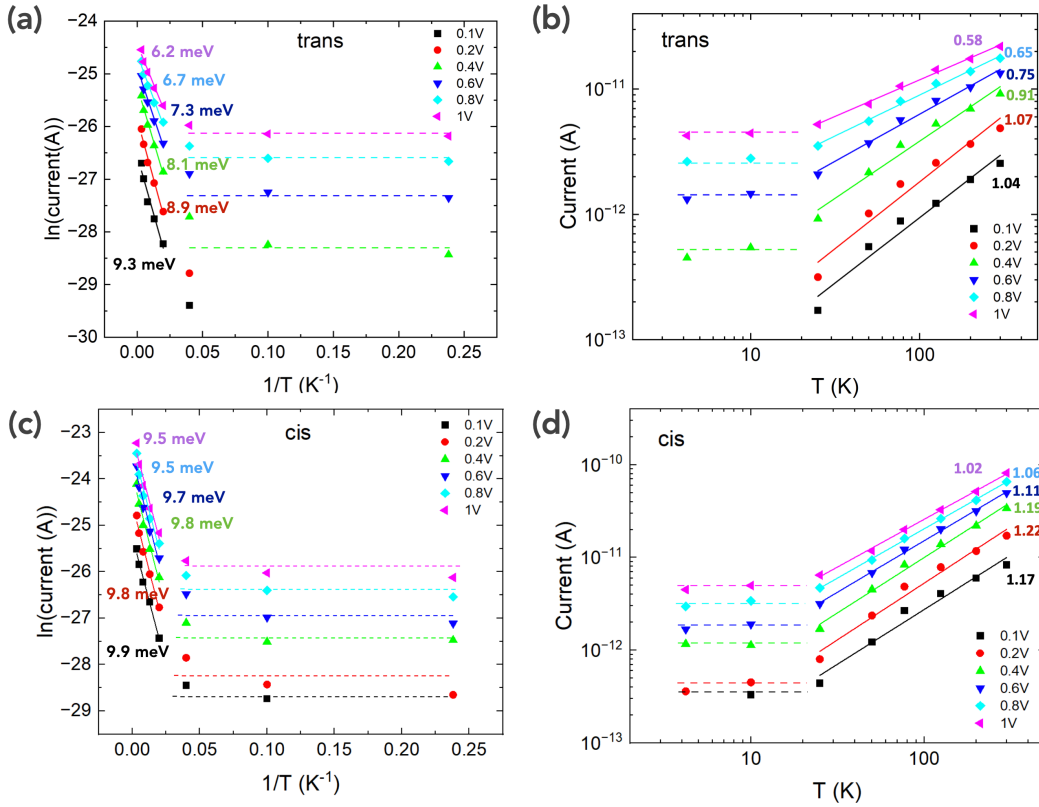 (a)
trans
6.2 meV
6.7 meV
7.3 meV
8.1 meV
8.9 meV
9.3 meV
0.1V
0.2V
0.4V
0.6V
0.8V
1V
−24
−25
−26
−27
−28
−29
−30
ln(current(A))
0.00 0.05 0.10 0.15 0.20 0.25
1/T (K⁻¹)
(b)
trans
0.58
0.65
0.75
0.91
1.07
1.04
0.1V
0.2V
0.4V
0.6V
0.8V
1V
10⁻¹¹
10⁻¹²
10⁻¹³
Current (A)
10 100
T (K)
(c)
cis
9.5 meV
9.5 meV
9.7 meV
9.8 meV
9.8 meV
9.9 meV
0.1V
0.2V
0.4V
0.6V
0.8V
1V
−23
−24
−25
−26
−27
−28
−29
ln(current (A))
0.00 0.05 0.10 0.15 0.20 0.25
1/T (K⁻¹)
(d)
cis
1.02
1.06
1.11
1.19
1.22
1.17
0.1V
0.2V
0.4V
0.6V
0.8V
1V
10⁻¹⁰
10⁻¹¹
10⁻¹²
10⁻¹³
Current (A)
10 100
T (K)